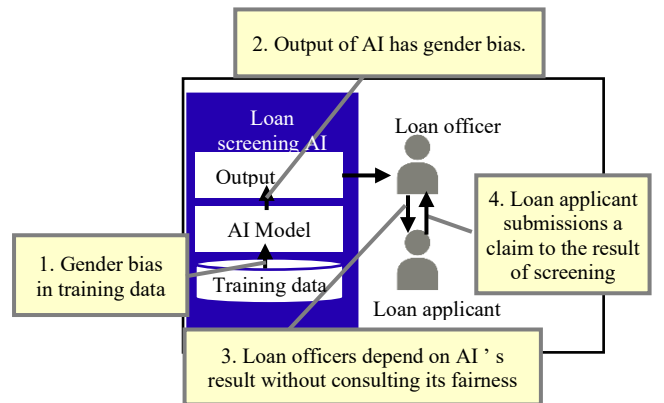 2. Output of AI has gender bias.
Loan
screening AI
Loan officer
Output
AI Model
Training data
Loan applicant
4. Loan applicant
submissions a
claim to the result
of screening
1. Gender bias
in training data
3. Loan officers depend on AI ’ s
result without consulting its fairness